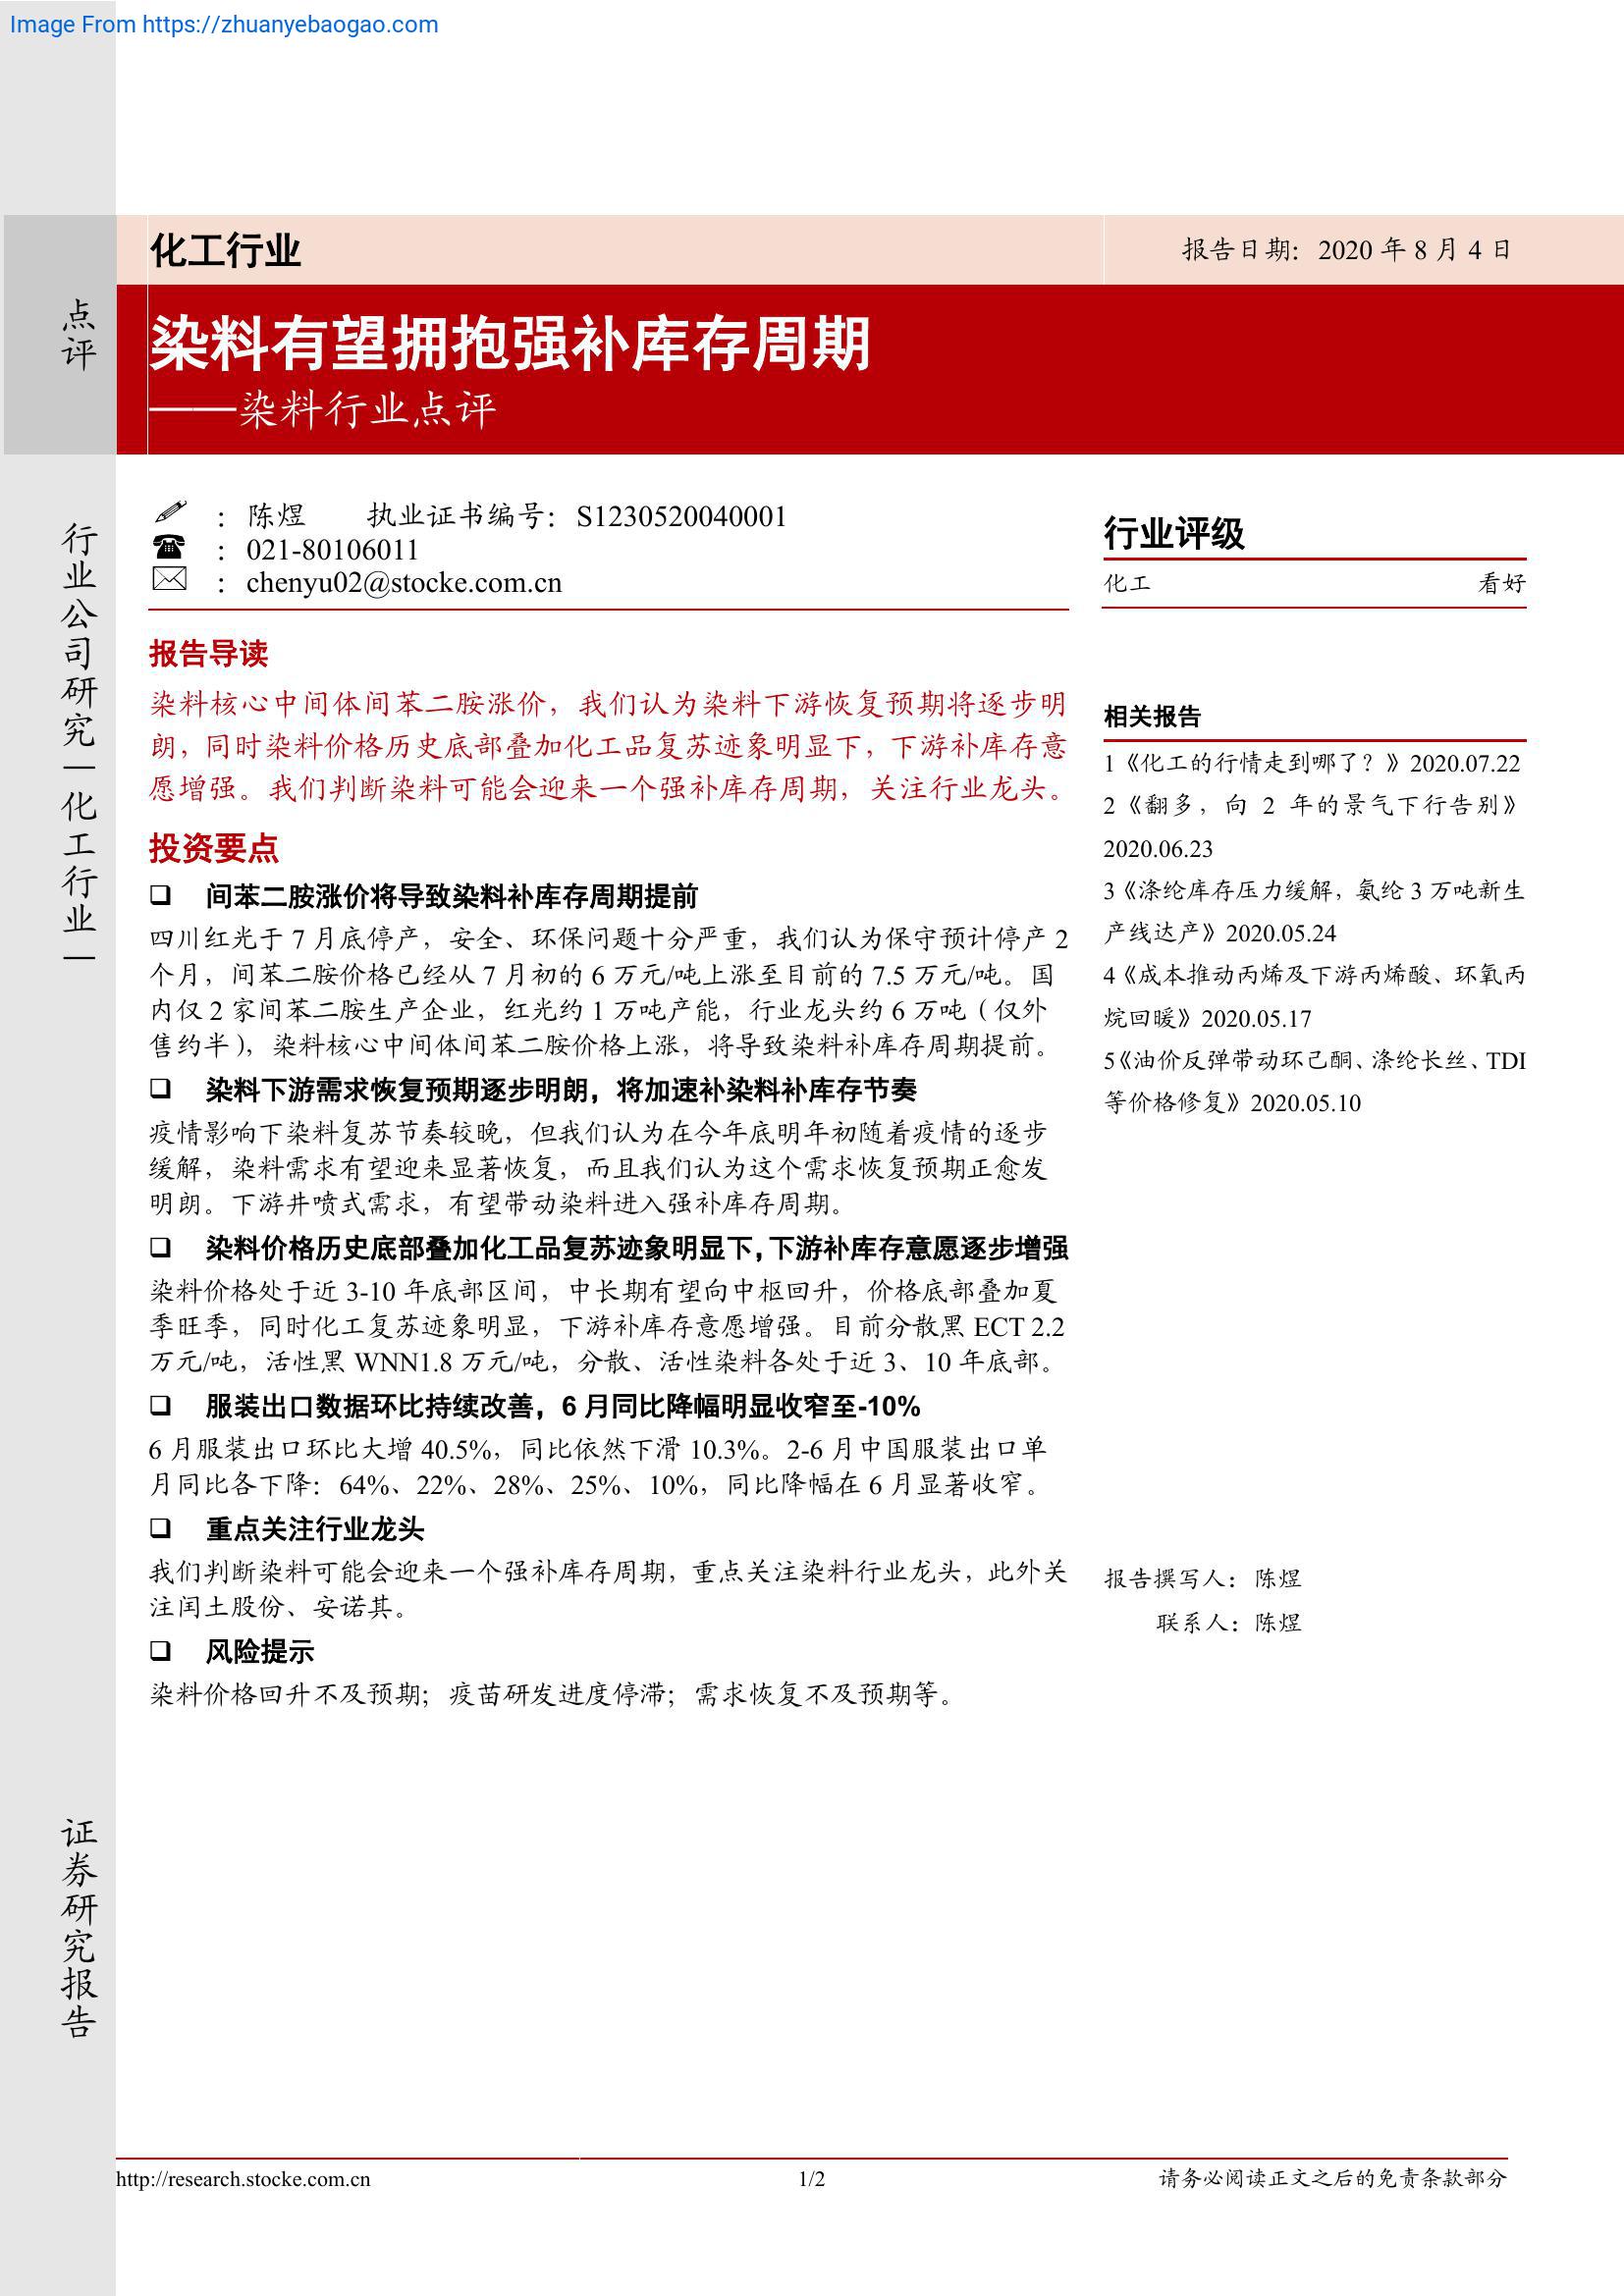 Image From https://zhuanyebaogao.com
化工行业
报告日期：2020 年 8 月 4 日
点评
染料有望拥抱强补库存周期
——染料行业点评
行业公司研究｜化工行业｜
：陈煜 执业证书编号：S1230520040001
：021-80106011
：chenyu02@stocke.com.cn
报告导读
染料核心中间体间苯二胺涨价，我们认为染料下游恢复预期将逐步明
朗，同时染料价格历史底部叠加化工品复苏迹象明显下，下游补库存意
愿增强。我们判断染料可能会迎来一个强补库存周期，关注行业龙头。
投资要点
❑ 间苯二胺涨价将导致染料补库存周期提前
四川红光于 7 月底停产，安全、环保问题十分严重，我们认为保守预计停产 2
个月，间苯二胺价格已经从 7 月初的 6 万元/吨上涨至目前的 7.5 万元/吨。国
内仅 2 家间苯二胺生产企业，红光约 1 万吨产能，行业龙头约 6 万吨（仅外
售约半），染料核心中间体间苯二胺价格上涨，将导致染料补库存周期提前。
❑ 染料下游需求恢复预期逐步明朗，将加速补染料补库存节奏
疫情影响下染料复苏节奏较晚，但我们认为在今年底明年初随着疫情的逐步
缓解，染料需求有望迎来显著恢复，而且我们认为这个需求恢复预期正愈发
明朗。下游井喷式需求，有望带动染料进入强补库存周期。
❑ 染料价格历史底部叠加化工品复苏迹象明显下，下游补库存意愿逐步增强
染料价格处于近 3-10 年底部区间，中长期有望向中枢回升，价格底部叠加夏
季旺季，同时化工复苏迹象明显，下游补库存意愿增强。目前分散黑 ECT 2.2
万元/吨，活性黑 WNN1.8 万元/吨，分散、活性染料各处于近 3、10 年底部。
❑ 服装出口数据环比持续改善，6 月同比降幅明显收窄至-10%
6 月服装出口环比大增 40.5%，同比依然下滑 10.3%。2-6 月中国服装出口单
月同比各下降：64%、22%、28%、25%、10%，同比降幅在 6 月显著收窄。
❑ 重点关注行业龙头
我们判断染料可能会迎来一个强补库存周期，重点关注染料行业龙头，此外关
注闰土股份、安诺其。
❑ 风险提示
染料价格回升不及预期；疫苗研发进度停滞；需求恢复不及预期等。
行业评级
化工 看好
相关报告
1《化工的行情走到哪了？》2020.07.22
2《翻多，向 2 年的景气下行告别》
2020.06.23
3《涤纶库存压力缓解，氨纶 3 万吨新生
产线达产》2020.05.24
4《成本推动丙烯及下游丙烯酸、环氧丙
烷回暖》2020.05.17
5《油价反弹带动环己酮、涤纶长丝、TDI
等价格修复》2020.05.10
报告撰写人：陈煜
联系人：陈煜
证券研究报告
http://research.stocke.com.cn
1/2
请务必阅读正文之后的免责条款部分